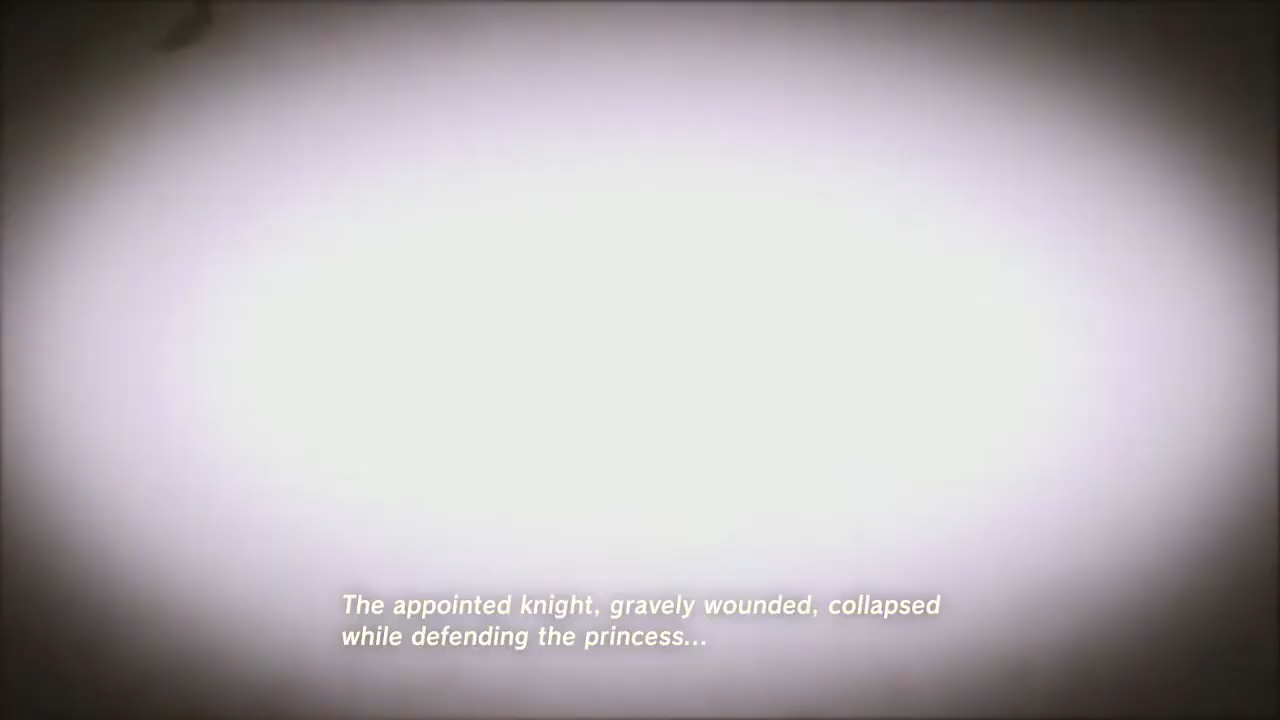 The appointed knight, gravely wounded, collapsed
while defending the princess...